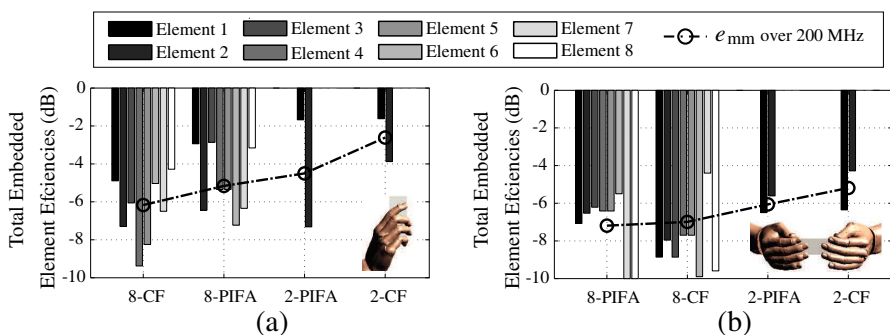 Element 1 Element 3 Element 5 Element 7 e mm over 200 MHz
Element 2 Element 4 Element 6 Element 8
Total Embedded
Element Efciencies (dB)
0
-2
-4
-6
-8
-10
8-CF 8-PIFA 2-PIFA 2-CF
(a)
Total Embedded
Element Efciencies (dB)
0
-2
-4
-6
-8
-10
8-PIFA 8-CF 2-PIFA 2-CF
(b)